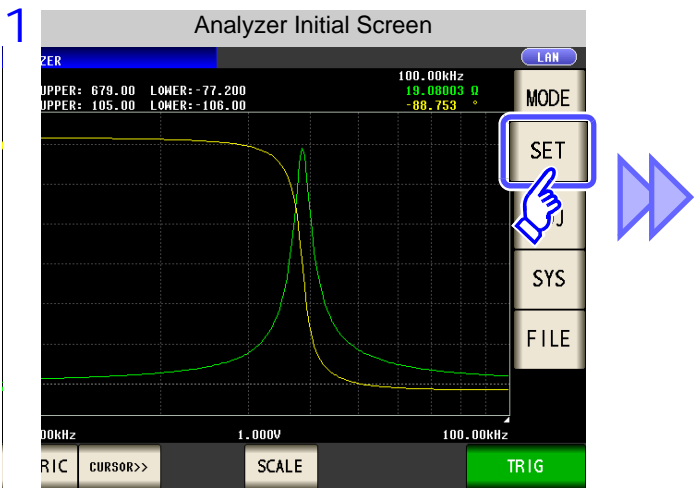 1
Analyzer Initial Screen
ZER
LAN
100.00kHz
UPPER: 679.00 LOWER:-77.200 19.08003 Ω
UPPER: 105.00 LOWER:-106.00 -88.753 °
MODE
SET
J
SYS
FILE
00kHz 1.000V 100.00kHz
RIC CURSOR>> SCALE TRIG